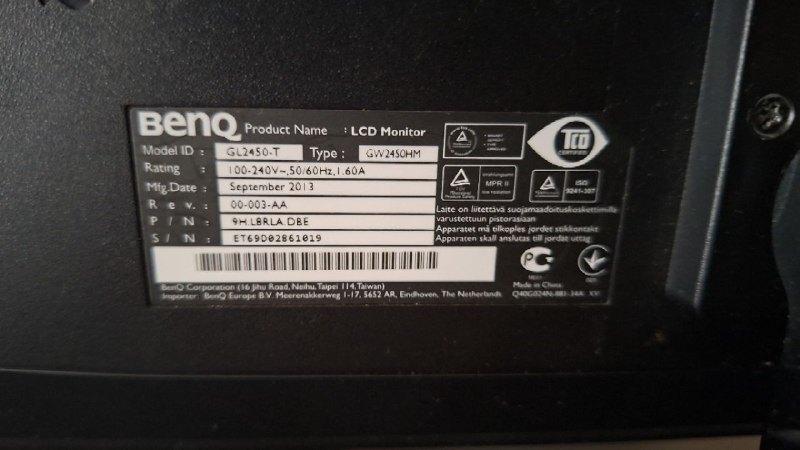 BenQ Product Name : LCD Monitor
Model ID : GL2450-T Type : GW2450HM
Rating : 100-240V~,50/60Hz,1.60A
Mfg.Date : September 2013
Rev. : 00-003-AA
P/N : 9H.L8RLA.DBE
S/N : ET69D02861019
TCO
CERTIFIED
MPR II
ISO
9241-307
Laite on liitettävä suojamaadoituskoskettimilla
varustettuun pistorasiaan
Apparatet må tilkoples jordet stikkontakt
Apparaten skall anslutas till jordat uttag
Made in China
BenQ Corporation (16 Jihu Road, Neihu, Taipei 114, Taiwan)
Importer: BenQ Europe B.V. Meerenakkerweg 1-17, 5652 AR, Eindhoven, The Netherlands